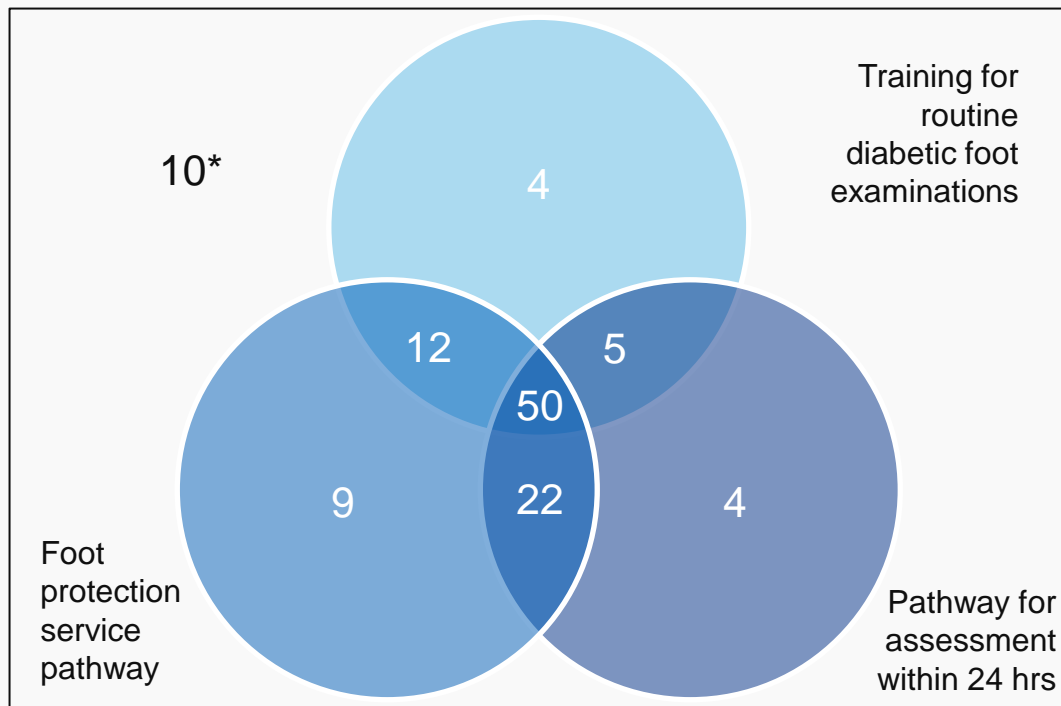 Training for
routine
diabetic foot
examinations
10*
4
12
5
50
9
22
4
Foot
protection
service
pathway
Pathway for
assessment
within 24 hrs